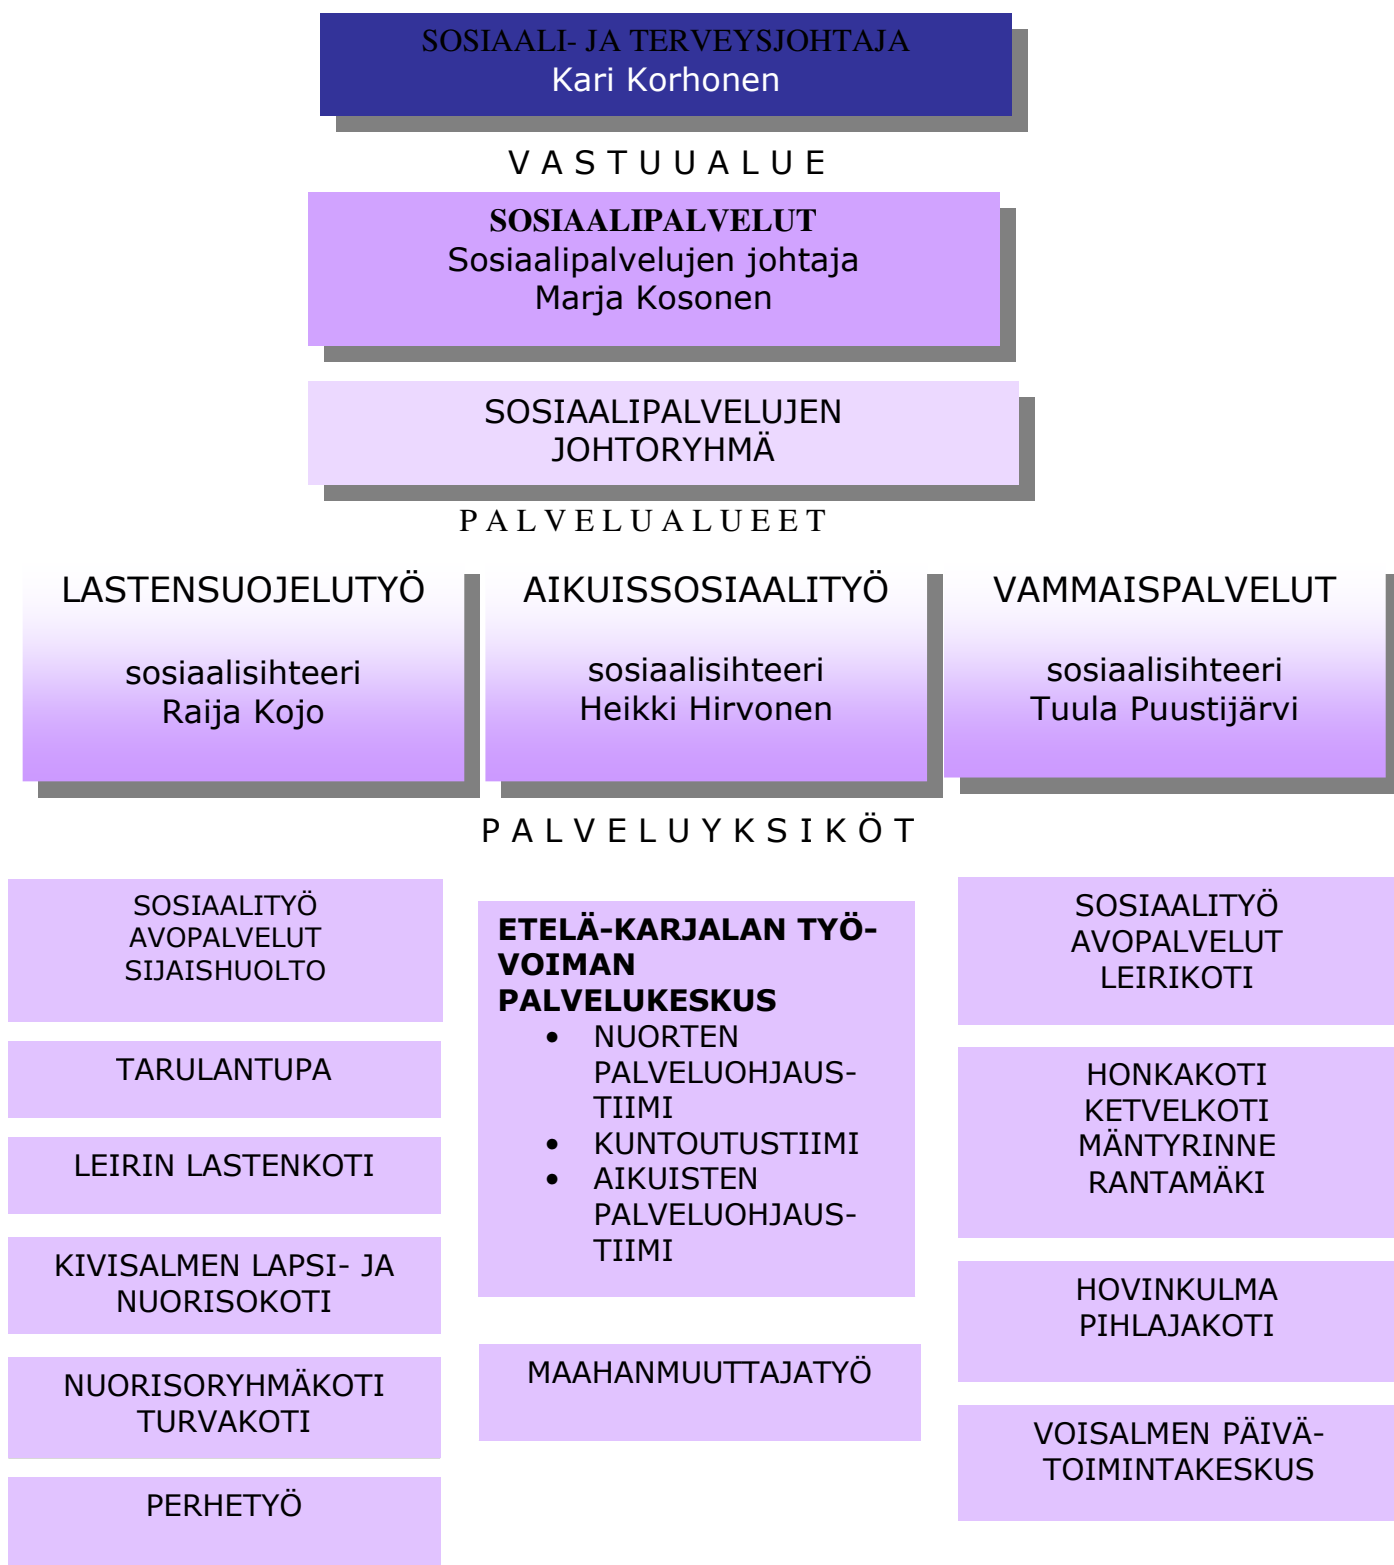 SOSIAALI- JA TERVEYSJOHTAJA
Kari Korhonen
V A S T U U A L U E
SOSIAALIPALVELUT
Sosiaalipalvelujen johtaja
Marja Kosonen
SOSIAALIPALVELUJEN
JOHTORYHMÄ
P A L V E L U A L U E E T
LASTENSUOJELUTYÖ
sosiaalisihteeri
Raija Kojo
AIKUISSOSIAALITYÖ
sosiaalisihteeri
Heikki Hirvonen
VAMMAISPALVELUT
sosiaalisihteeri
Tuula Puustijärvi
P A L V E L U Y K S I K Ö T
SOSIAALITYÖ
AVOPALVELUT
SIJAISHUOLTO
TARULANTUPA
LEIRIN LASTENKOTI
KIVISALMEN LAPSI- JA
NUORISOKOTI
NUORISORYHMÄKOTI
TURVAKOTI
PERHETYÖ
ETELÄ-KARJALAN TYÖ-
VOIMAN
PALVELUKESKUS
• NUORTEN
PALVELUOHJAUS-
TIIMI
• KUNTOUTUSTIIMI
• AIKUISTEN
PALVELUOHJAUS-
TIIMI
MAAHANMUUTTAJATYÖ
SOSIAALITYÖ
AVOPALVELUT
LEIRIKOTI
HONKAKOTI
KETVELKOTI
MÄNTYRINNE
RANTAMÄKI
HOVINKULMA
PIHLAJAKOTI
VOISALMEN PÄIVÄ-
TOIMINTAKESKUS